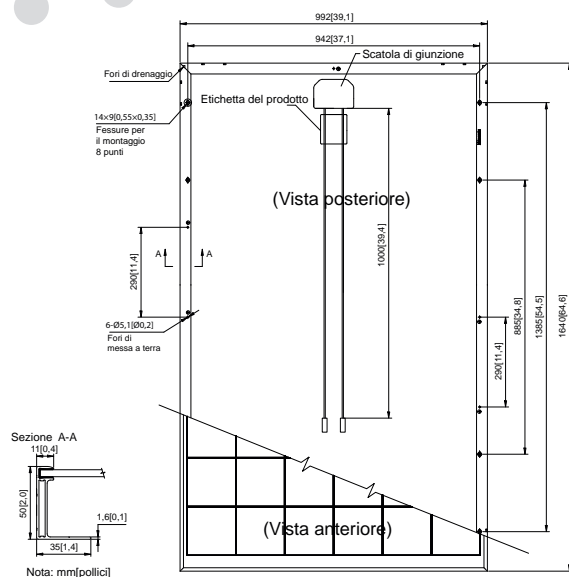 992[39,1]
942[37,1]
Scatola di giunzione
Fori di drenaggio
Etichetta del prodotto
14×9[0,55×0,35]
Fessure per
il montaggio
8 punti
(Vista posteriore)
1000[39,4]
A
A
290[11,4]
885[34,8]
1385[54,5]
1640[64,6]
290[11,4]
6-Ø5,1[Ø0,2]
Fori di
messa a terra
Sezione A-A
11[0,4]
50[2,0]
1,6[0,1]
35[1,4]
(Vista anteriore)
Nota: mm[pollici]